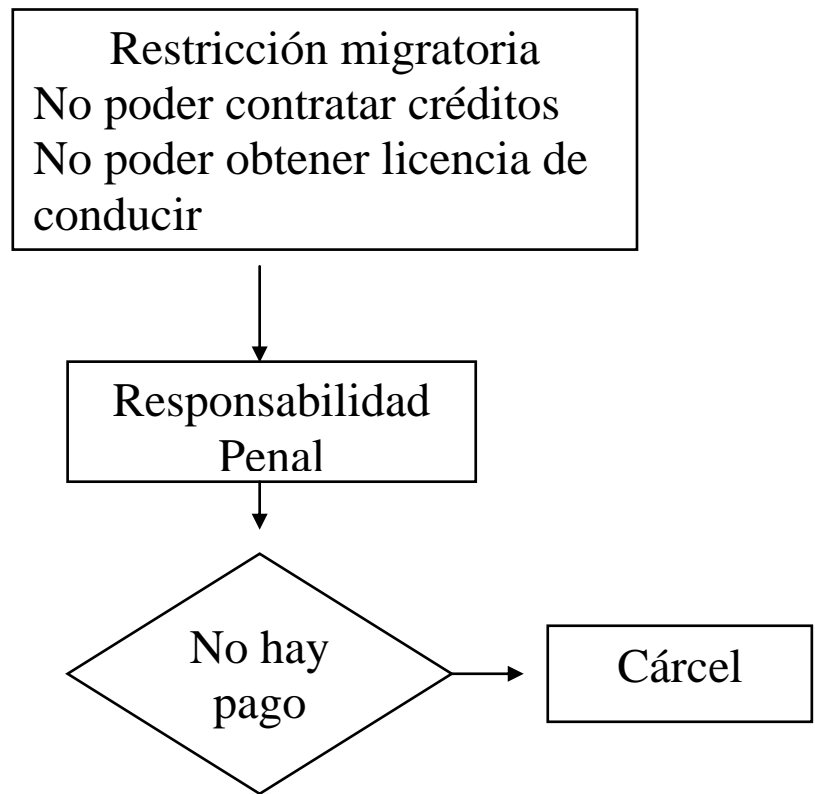 Restricción migratoria
No poder contratar créditos
No poder obtener licencia de
conducir
Responsabilidad
Penal
No hay
pago
Cárcel